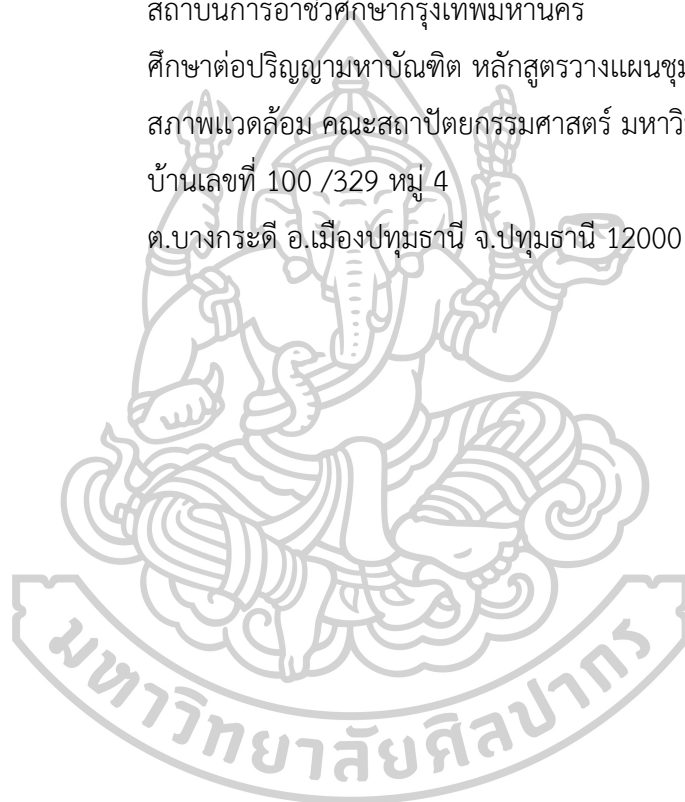 สถาบันการอาชีวศึกษากรุงเทพมหานคร
ศึกษาต่อปริญญามหาบัณฑิต หลักสูตรวางแผนชุม
สภาพแวดล้อม คณะสถาปัตยกรรมศาสตร์ มหาวิ
บ้านเลขที่ 100 /329 หมู่ 4
ต.บางกระดี อ.เมืองปทุมธานี จ.ปทุมธานี 12000
มหาวิทยาลัยศิลปากร